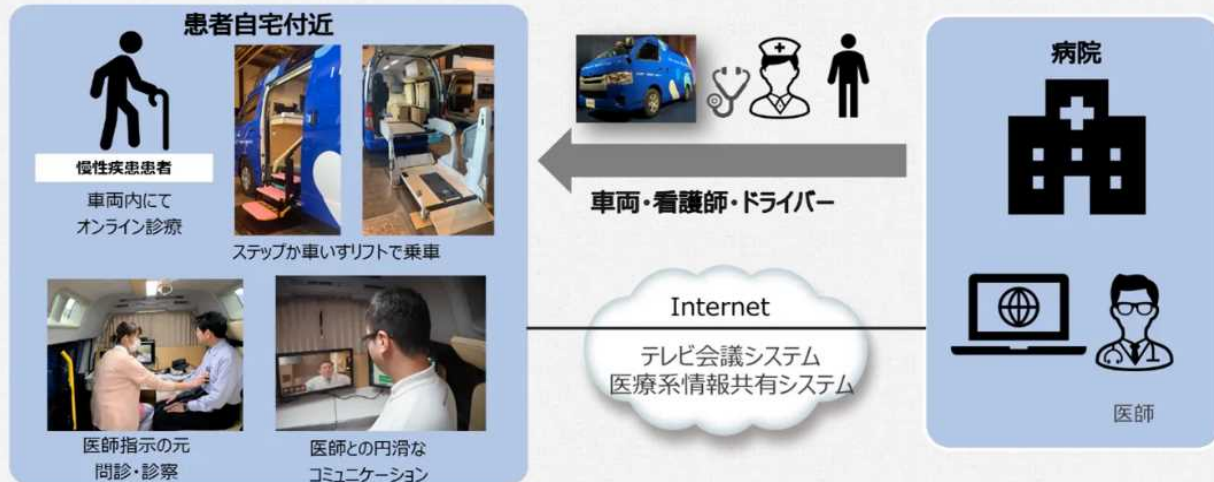 患者自宅付近
慢性疾患患者
車両内にて
オンライン診療
ステップか車いすリフトで乗車
医師指示の元
問診・診察
医師との円滑な
コミュニケーション
車両・看護師・ドライバー
Internet
テレビ会議システム
医療系情報共有システム
病院
医師